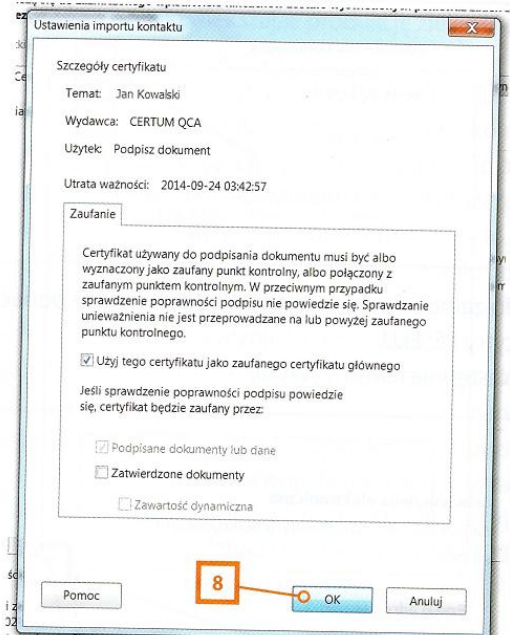 Ustawienia importu kontaktu
X
Szczegóły certyfikatu
Temat: Jan Kowalski
Wydawca: CERTUM QCA
Użytek: Podpisz dokument
Utrata ważności: 2014-09-24 03:42:57
Zaufanie
Certyfikat używany do podpisania dokumentu musi być albo
wyznaczony jako zaufany punkt kontrolny, albo połączony z
zaufanym punktem kontrolnym. W przeciwnym przypadku
sprawdzenie poprawności podpisu nie powiedzie się. Sprawdzanie
unieważnienia nie jest przeprowadzane na lub powyżej zaufanego
punktu kontrolnego.
Użyj tego certyfikatu jako zaufanego certyfikatu głównego
Jeśli sprawdzenie poprawności podpisu powiedzie
się, certyfikat będzie zaufany przez:
Podpisane dokumenty lub dane
Zatwierdzone dokumenty
Zawartość dynamiczna
8
Pomoc OK Anuluj